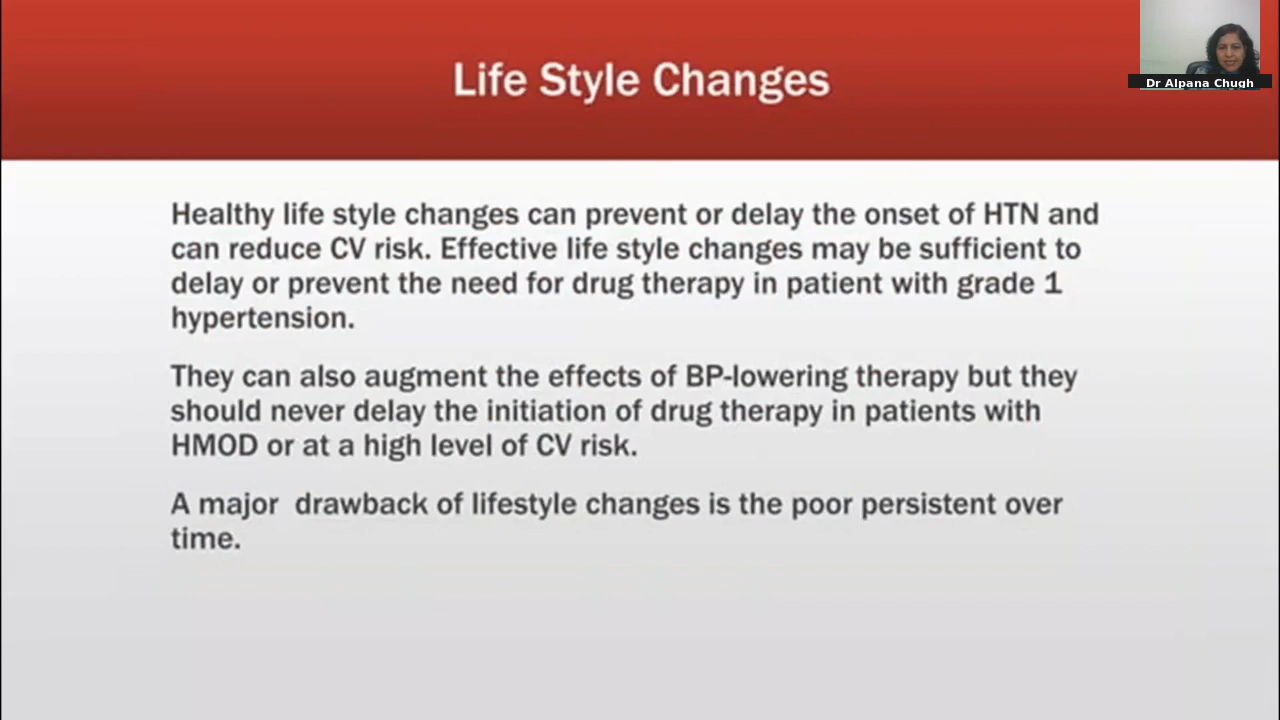 Life Style Changes
Dr Alpana Chugh
Healthy life style changes can prevent or delay the onset of HTN and
can reduce CV risk. Effective life style changes may be sufficient to
delay or prevent the need for drug therapy in patient with grade 1
hypertension.
They can also augment the effects of BP-lowering therapy but they
should never delay the initiation of drug therapy in patients with
HMOD or at a high level of CV risk.
A major  drawback of lifestyle changes is the poor persistent over
time.